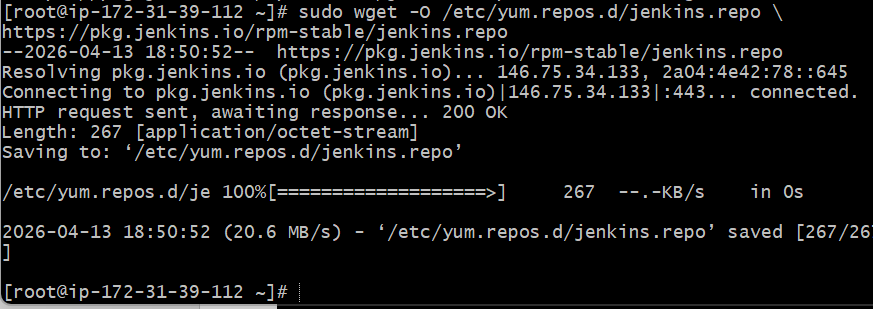 [root@ip-172-31-39-112 ~]# sudo wget -O /etc/yum.repos.d/jenkins.repo \
https://pkg.jenkins.io/rpm-stable/jenkins.repo
--2026-04-13 18:50:52--  https://pkg.jenkins.io/rpm-stable/jenkins.repo
Resolving pkg.jenkins.io (pkg.jenkins.io)... 146.75.34.133, 2a04:4e42:78::645
Connecting to pkg.jenkins.io (pkg.jenkins.io)|146.75.34.133|:443... connected.
HTTP request sent, awaiting response... 200 OK
Length: 267 [application/octet-stream]
Saving to: ‘/etc/yum.repos.d/jenkins.repo’
/etc/yum.repos.d/je 100%[===================>]     267  --.-KB/s    in 0s
2026-04-13 18:50:52 (20.6 MB/s) - ‘/etc/yum.repos.d/jenkins.repo’ saved [267/267
]
[root@ip-172-31-39-112 ~]#